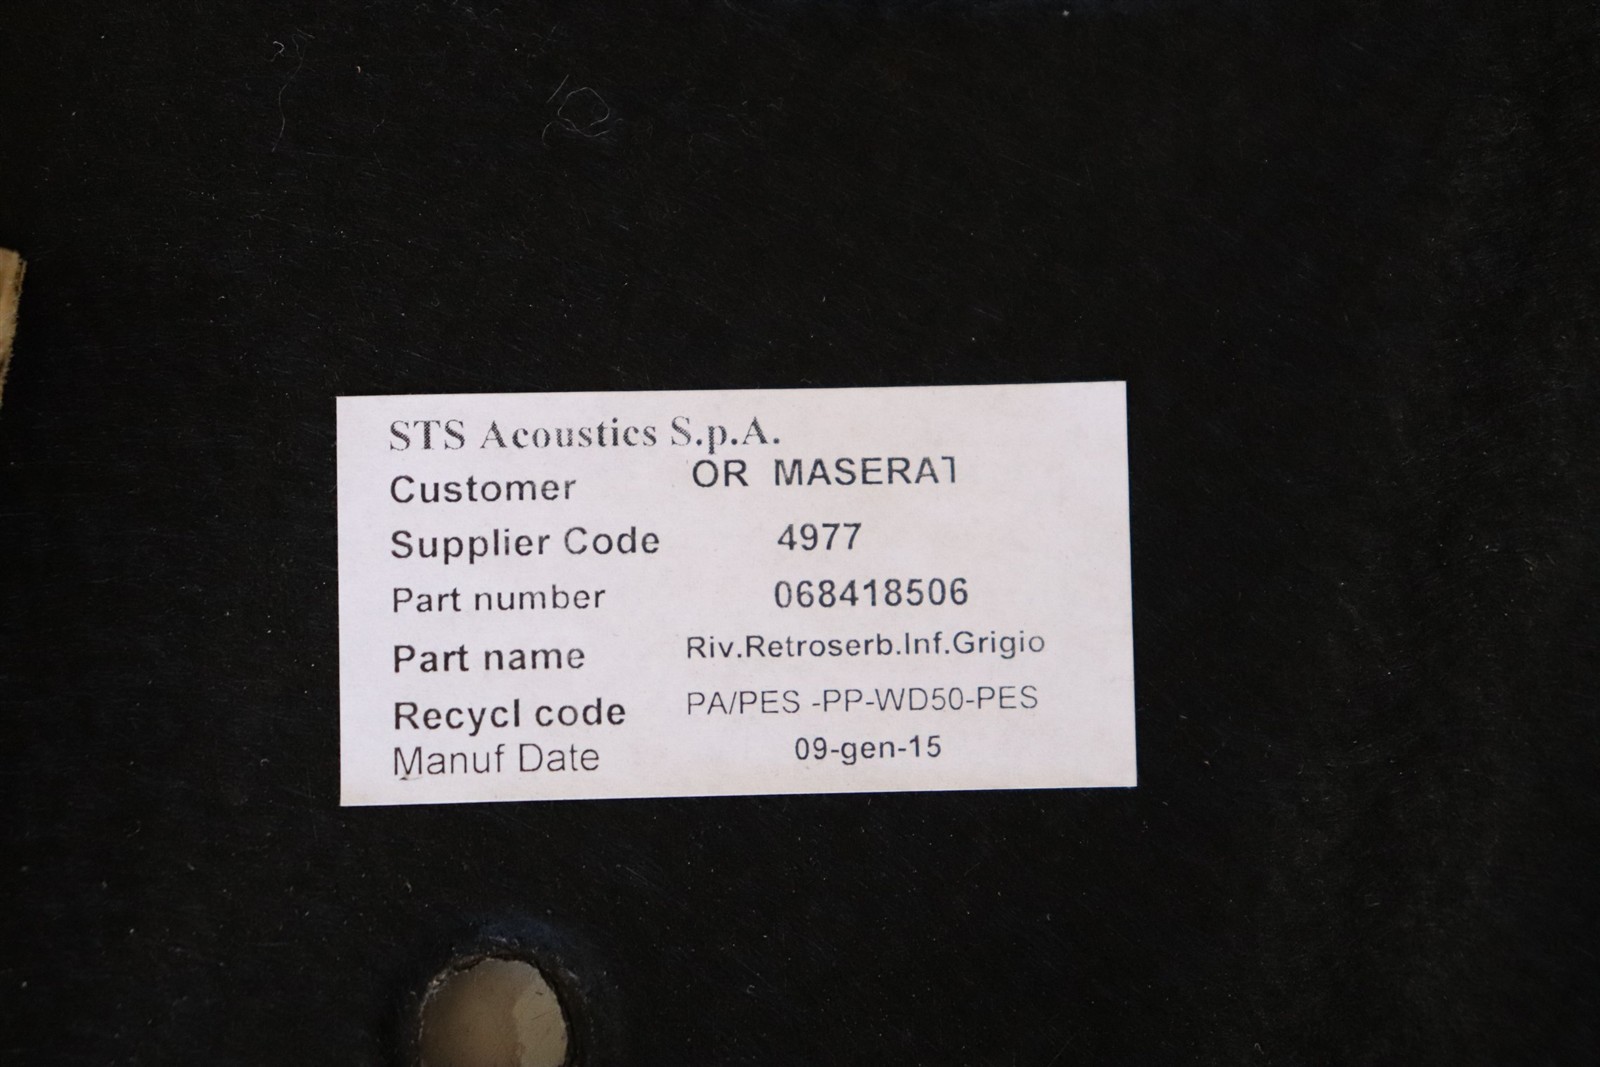 STS Acoustics S.p.A.
Customer OR MASERAT
Supplier Code 4977
Part number 068418506
Part name Riv.Retroserb.Inf.Grigio
Recycl code PA/PES -PP-WD50-PES
Manuf Date 09-gen-15